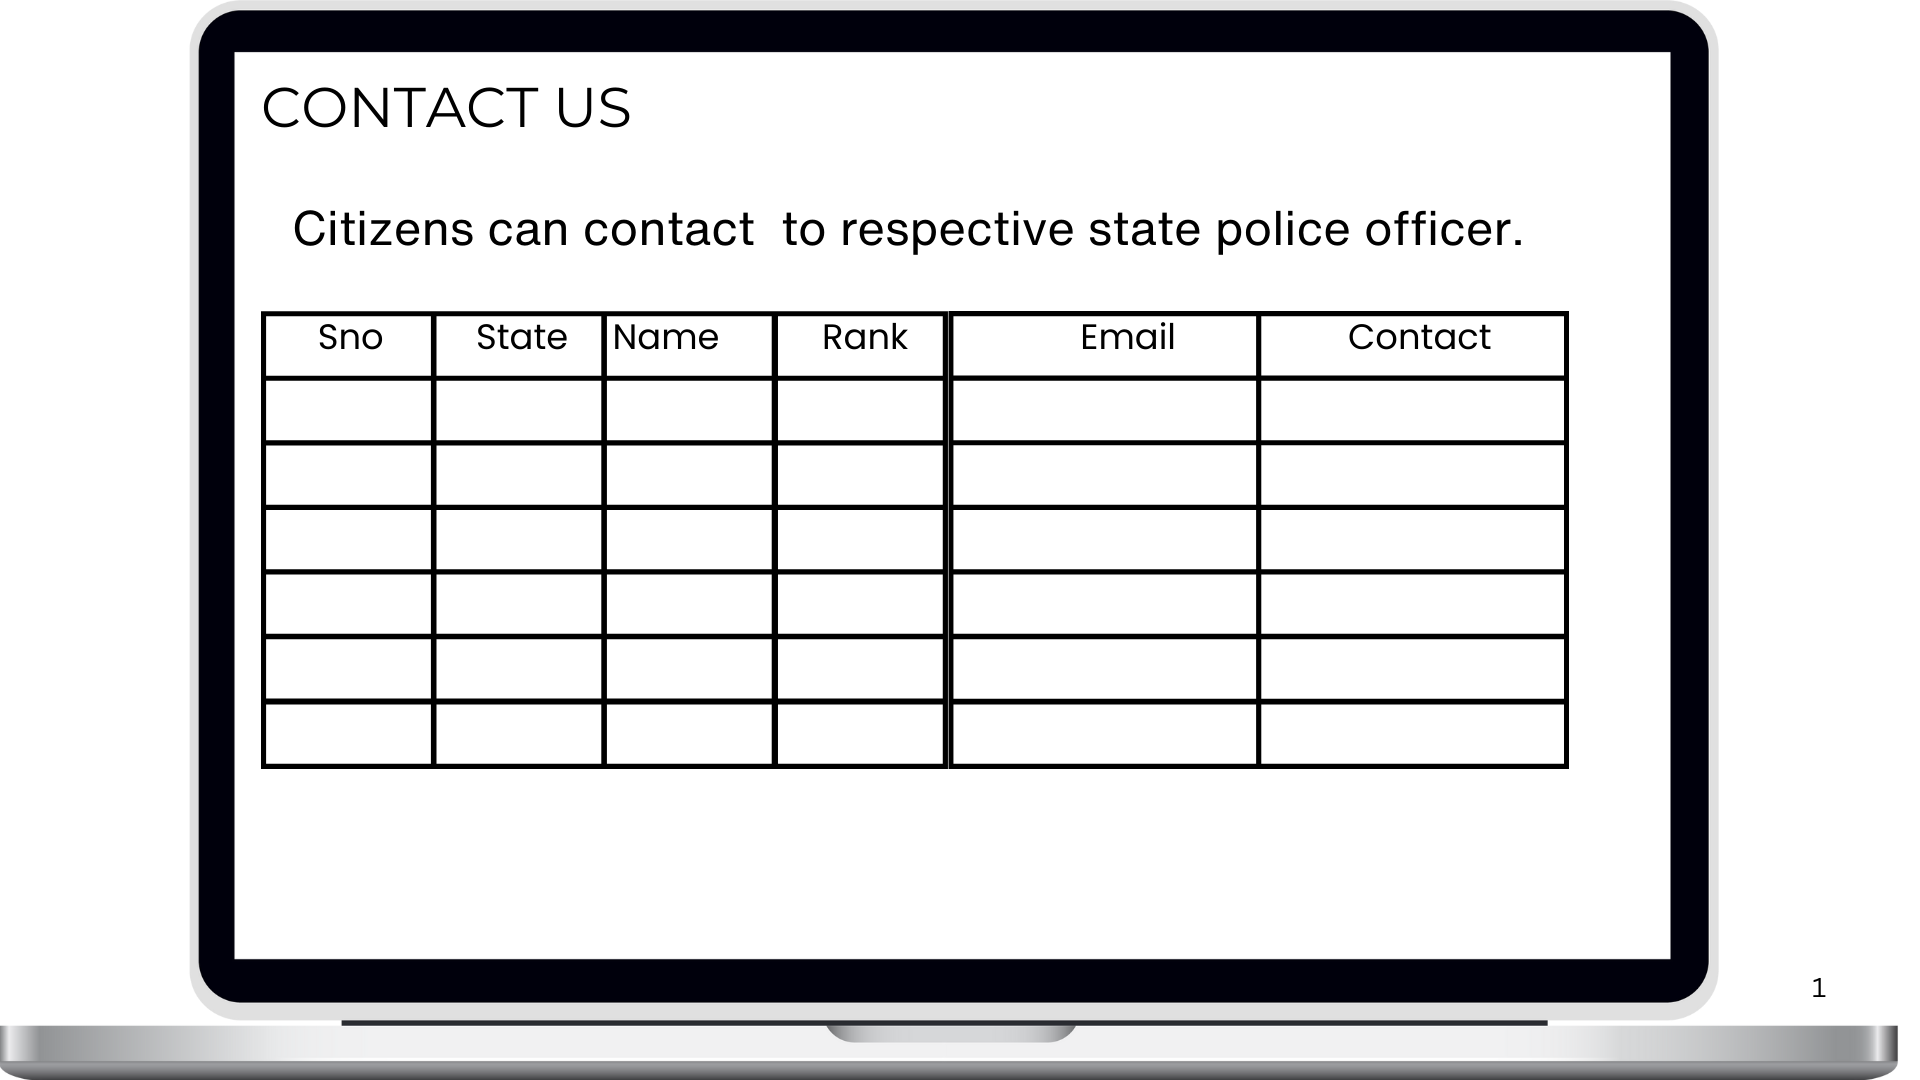 CONTACT US
Citizens can contact  to respective state police officer.
Sno State Name Rank Email Contact
1